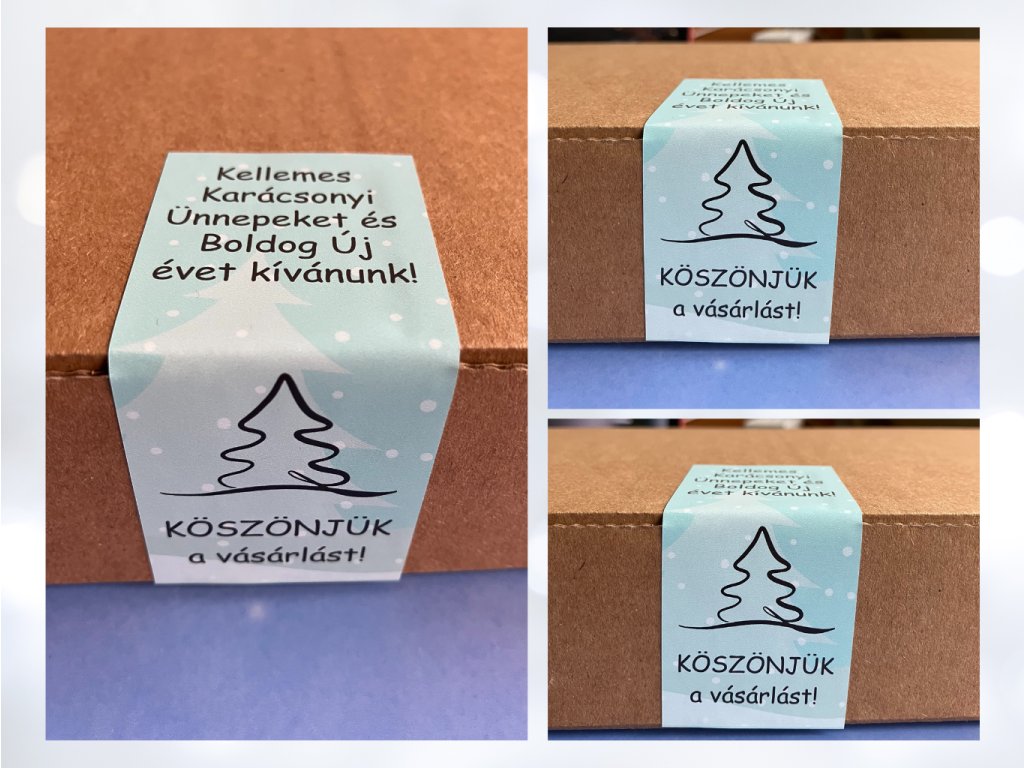 Kellemes
Karácsonyi
Ünnepeket és
Boldog Új
évet kívánunk!
KÖSZÖNJÜK
a vásárlást!
Kellemes
Karácsonyi
Ünnepeket és
Boldog Új
évet kívánunk!
KÖSZÖNJÜK
a vásárlást!
Kellemes
Karácsonyi
Ünnepeket és
Boldog Új
évet kívánunk!
KÖSZÖNJÜK
a vásárlást!